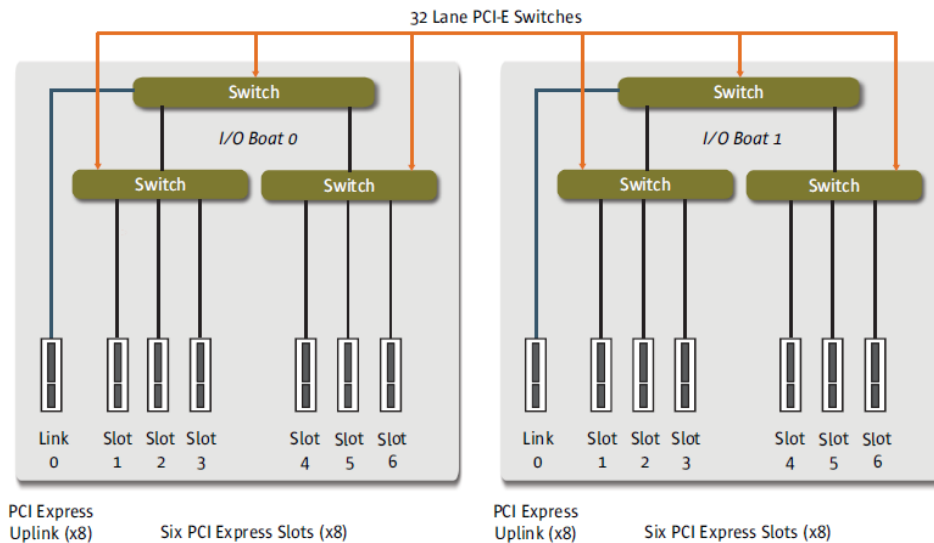 32 Lane PCI-E Switches
Switch
I/O Boat 0
Switch
Switch
Link 0
Slot 1
Slot 2
Slot 3
Slot 4
Slot 5
Slot 6
PCI Express
Uplink (x8)
Six PCI Express Slots (x8)
Switch
I/O Boat 1
Switch
Switch
Link 0
Slot 1
Slot 2
Slot 3
Slot 4
Slot 5
Slot 6
PCI Express
Uplink (x8)
Six PCI Express Slots (x8)